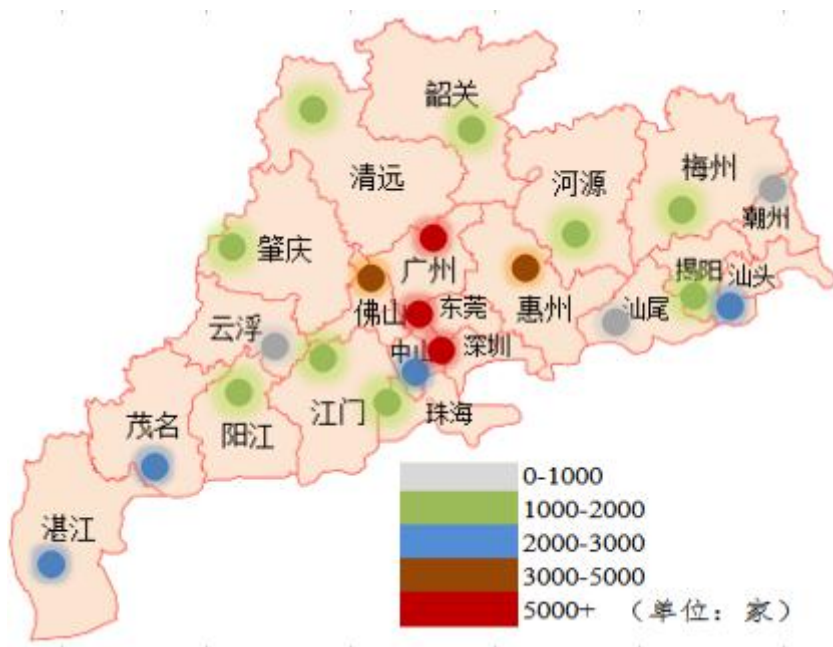 韶关
清远
河源
梅州
潮州
肇庆
广州
惠州
揭阳
汕头
佛山
东莞
汕尾
云浮
中山
深圳
茂名
阳江
江门
珠海
湛江
0-1000
1000-2000
2000-3000
3000-5000
5000+ （单位：家）